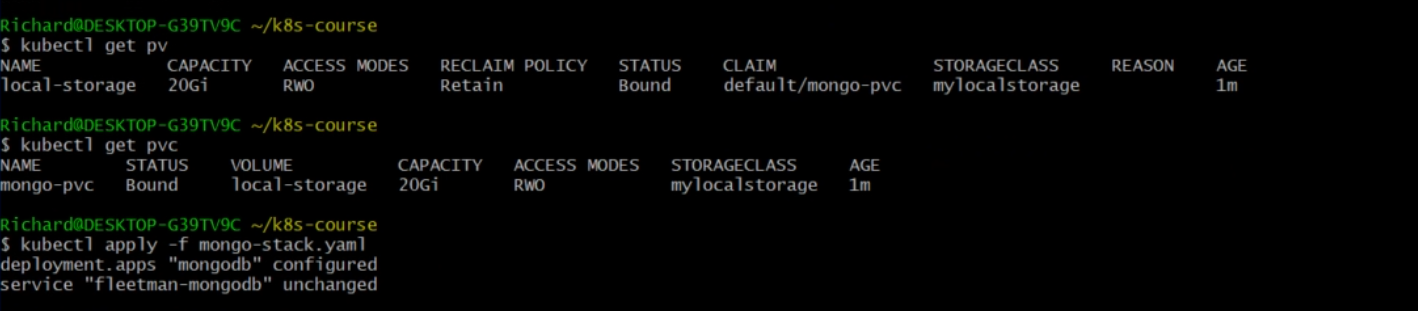 Richard@DESKTOP-G39TV9C ~/k8s-course
$ kubectl get pv
NAME CAPACITY ACCESS MODES RECLAIM POLICY STATUS CLAIM STORAGECLASS REASON AGE
local-storage 20Gi RWO Retain Bound default/mongo-pvc mylocalstorage 1m
Richard@DESKTOP-G39TV9C ~/k8s-course
$ kubectl get pvc
NAME STATUS VOLUME CAPACITY ACCESS MODES STORAGECLASS AGE
mongo-pvc Bound local-storage 20Gi RWO mylocalstorage 1m
Richard@DESKTOP-G39TV9C ~/k8s-course
$ kubectl apply -f mongo-stack.yaml
deployment.apps "mongodb" configured
service "fleetman-mongodb" unchanged